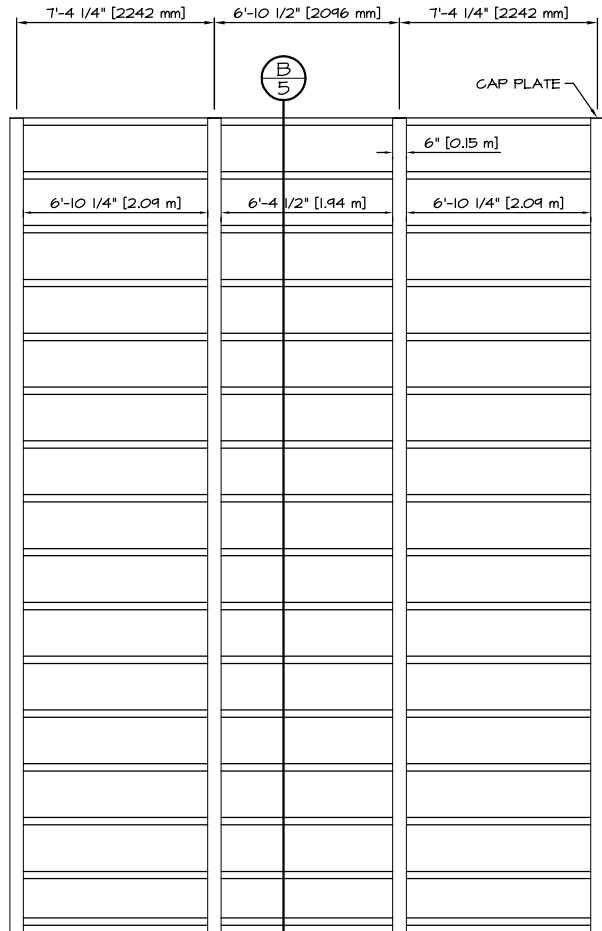 7'-4 1/4" [2242 mm] 6'-10 1/2" [2096 mm] 7'-4 1/4" [2242 mm]
B
5
CAP PLATE
6" [0.15 m]
6'-10 1/4" [2.09 m] 6'-4 1/2" [1.94 m] 6'-10 1/4" [2.09 m]